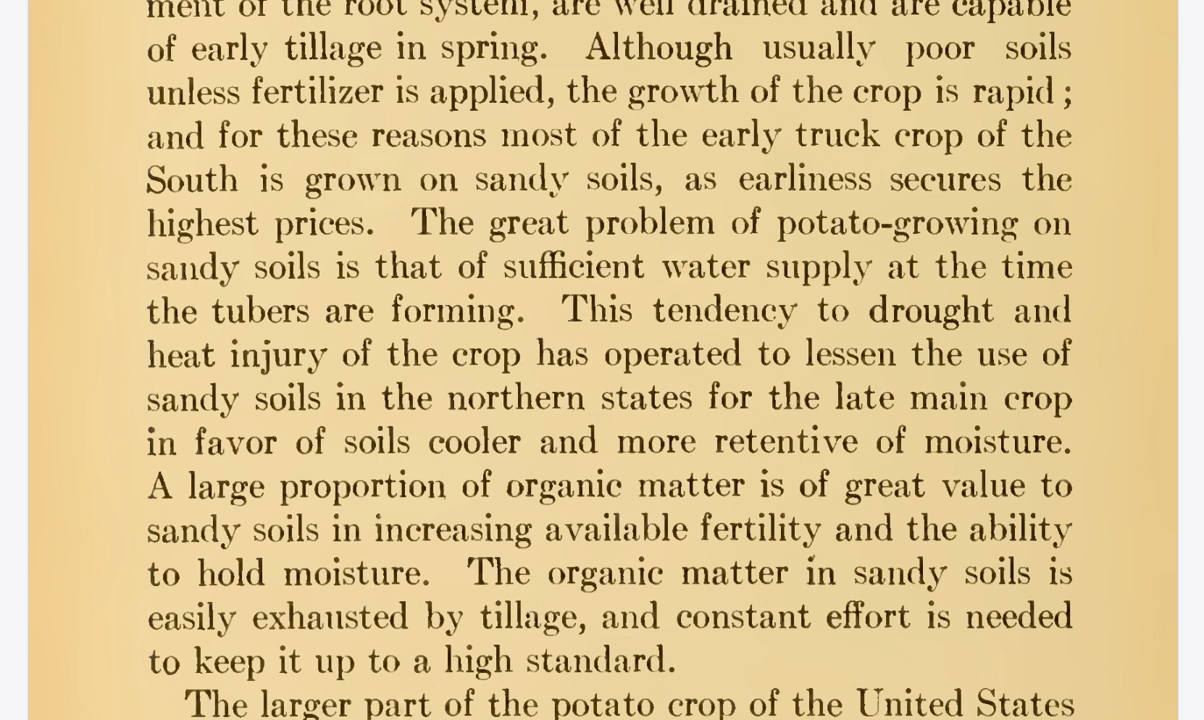 ment of the root system, are well drained and are capable
of early tillage in spring. Although usually poor soils
unless fertilizer is applied, the growth of the crop is rapid ;
and for these reasons most of the early truck crop of the
South is grown on sandy soils, as earliness secures the
highest prices. The great problem of potato-growing on
sandy soils is that of sufficient water supply at the time
the tubers are forming. This tendency to drought and
heat injury of the crop has operated to lessen the use of
sandy soils in the northern states for the late main crop
in favor of soils cooler and more retentive of moisture.
A large proportion of organic matter is of great value to
sandy soils in increasing available fertility and the ability
to hold moisture. The organic matter in sandy soils is
easily exhausted by tillage, and constant effort is needed
to keep it up to a high standard.
The larger part of the potato crop of the United States